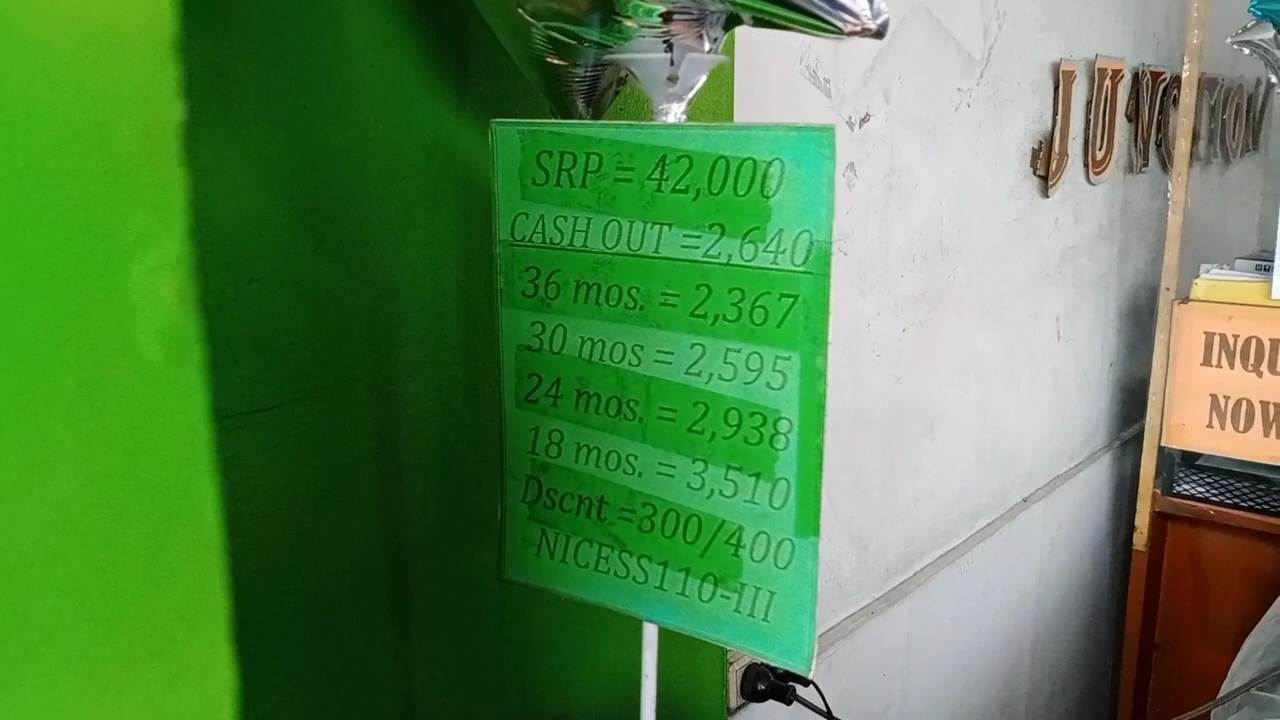 SRP = 42,000
CASH OUT =2,640
36 mos. = 2,367
30 mos = 2,595
24 mos. = 2,938
18 mos. = 3,510
Dscnt =300/400
NICESS110-III
JUNCTION
NOW